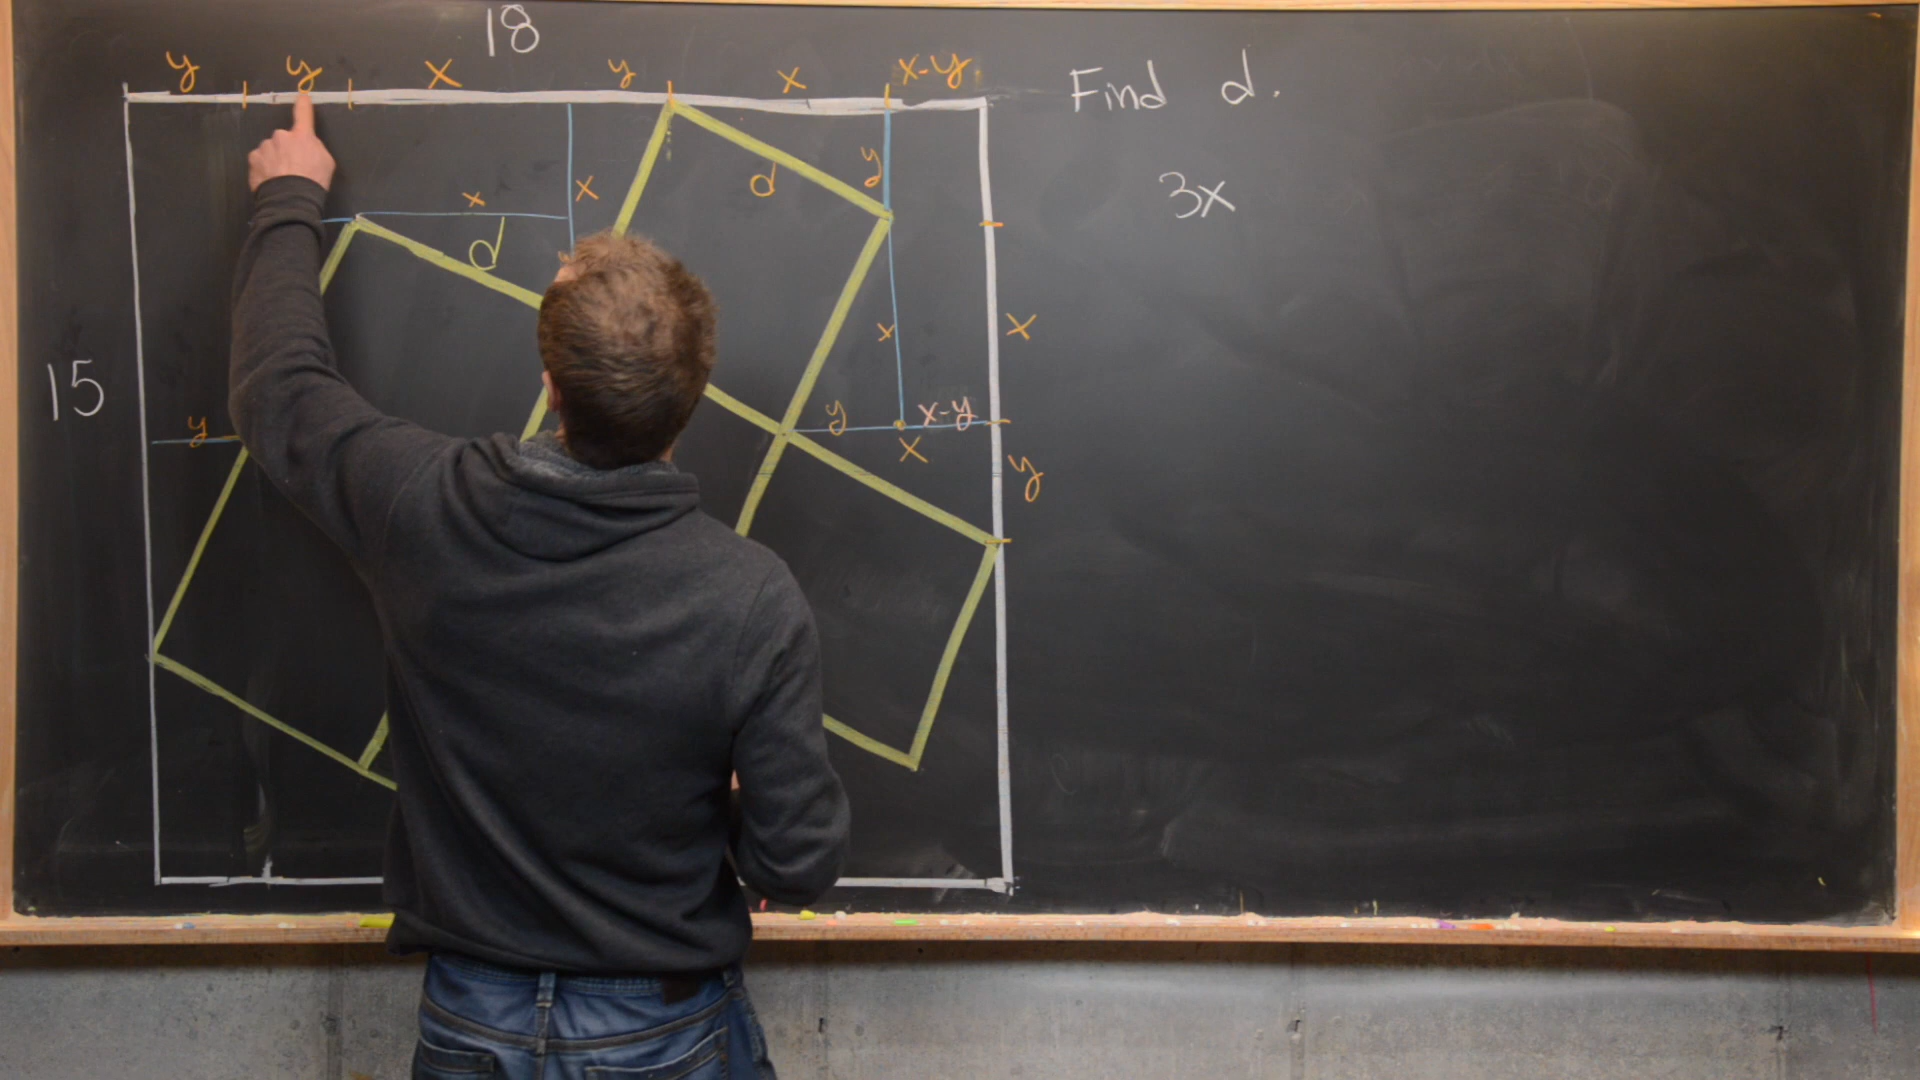 18
y y x y x x-y
Find d.
3x
x x d y
d
x x
15
y y x-y
x
y